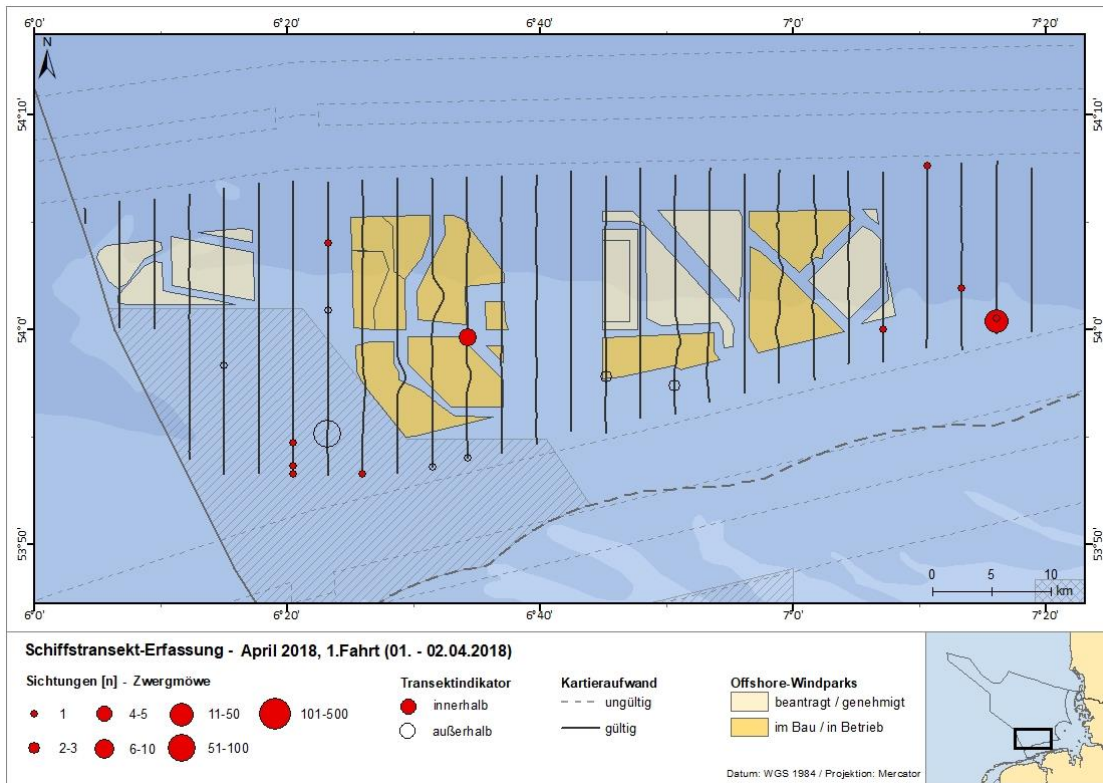 6°0' 6°20' 6°40' 7°0' 7°20'
N
54°10' 54°10'
54°0' 54°0'
53°50' 53°50'
0 5 10
km
6°0' 6°20' 6°40' 7°0' 7°20'
Schiffstransekt-Erfassung - April 2018, 1.Fahrt (01. - 02.04.2018)
Sichtungen [n] - Zwergmöwe
1 4-5 11-50 101-500
2-3 6-10 51-100
Transektindikator
innerhalb
außerhalb
Kartieraufwand
ungültig
gültig
Offshore-Windparks
beantragt / genehmigt
im Bau / in Betrieb
Datum: WGS 1984 / Projektion: Mercator